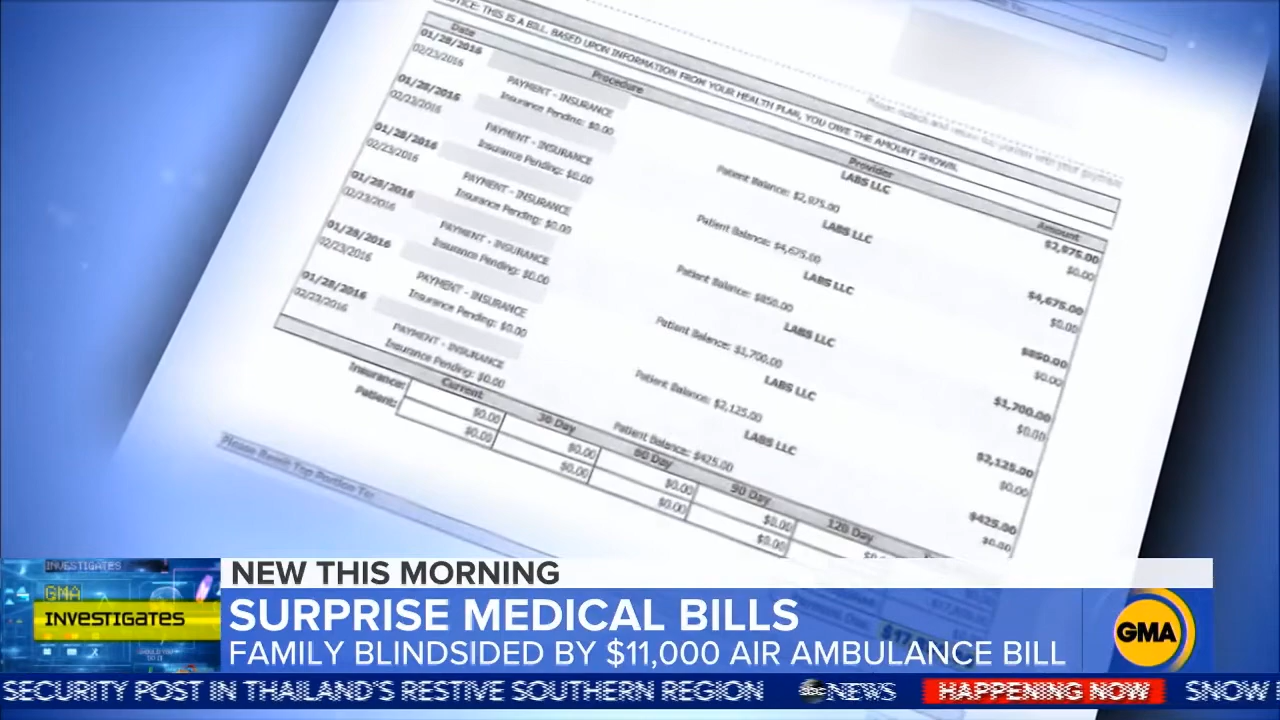 NOTICE: THIS IS A BILL. BASED UPON INFORMATION FROM YOUR HEALTH PLAN, YOU OWE THE AMOUNT SHOWN.
Date Procedure Provider Amount
01/28/2016 LABS LLC $2,975.00
02/23/2016 PAYMENT - INSURANCE $0.00
Insurance Pending: $0.00 Patient Balance: $2,975.00
01/28/2016 LABS LLC $4,675.00
02/23/2016 PAYMENT - INSURANCE $0.00
Insurance Pending: $0.00 Patient Balance: $4,675.00
01/28/2016 LABS LLC $850.00
02/23/2016 PAYMENT - INSURANCE $0.00
Insurance Pending: $0.00 Patient Balance: $850.00
01/28/2016 LABS LLC $1,700.00
02/23/2016 PAYMENT - INSURANCE $0.00
Insurance Pending: $0.00 Patient Balance: $1,700.00
01/28/2016 LABS LLC $2,125.00
02/23/2016 PAYMENT - INSURANCE $0.00
Insurance Pending: $0.00 Patient Balance: $2,125.00
01/28/2016 LABS LLC $425.00
02/23/2016 PAYMENT - INSURANCE $0.00
Insurance Pending: $0.00 Patient Balance: $425.00
Current 30 Day 60 Day 90 Day 120 Day
Insurance: $0.00 $0.00 $0.00 $0.00
Patient: $0.00 $0.00 $0.00 $0.00
Please Remit Top Portion To:
INVESTIGATES
GMA
INVESTIGATES
NEW THIS MORNING
SURPRISE MEDICAL BILLS
FAMILY BLINDSIDED BY $11,000 AIR AMBULANCE BILL
GMA
SECURITY POST IN THAILAND'S RESTIVE SOUTHERN REGION abc NEWS HAPPENING NOW SNOW